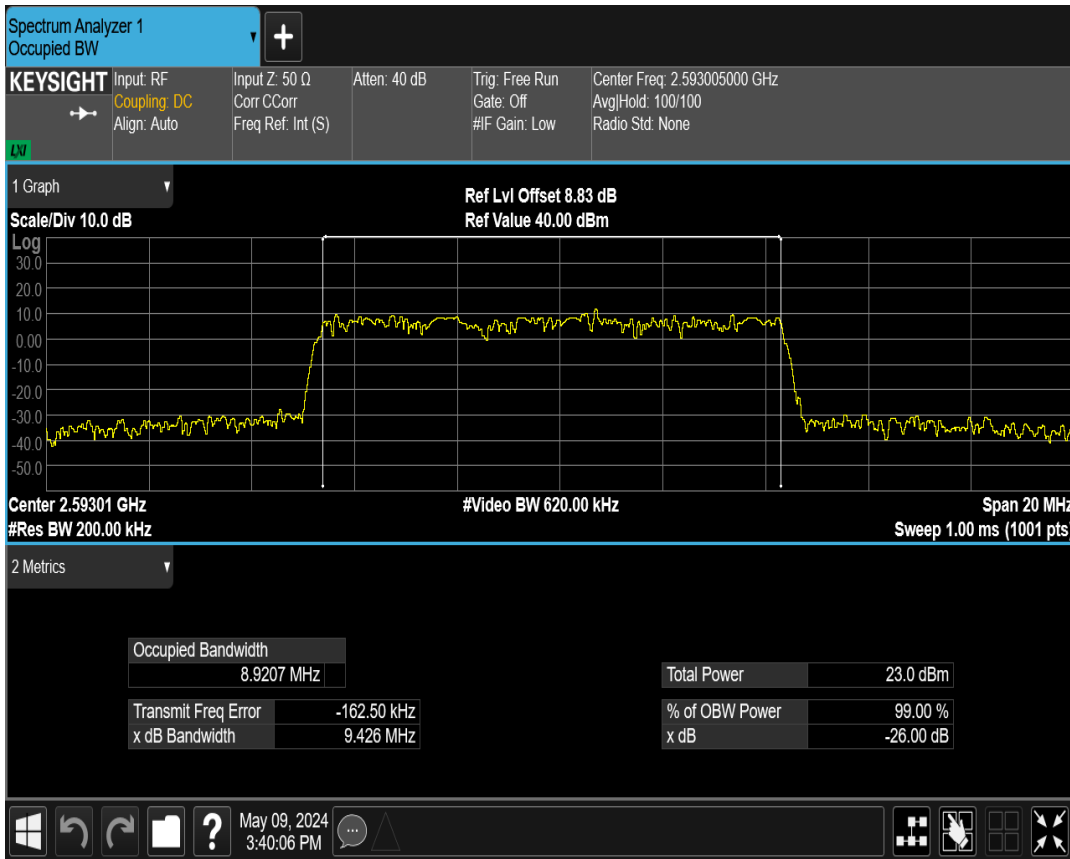 Spectrum Analyzer 1
Occupied BW
▼
+
KEYSIGHT
LXI
Input: RF
Coupling: DC
Align: Auto
Input Z: 50 Ω
Corr CCorr
Freq Ref: Int (S)
Atten: 40 dB
Trig: Free Run
Gate: Off
#IF Gain: Low
Center Freq: 2.593005000 GHz
Avg|Hold: 100/100
Radio Std: None
1 Graph ▼
Ref Lvl Offset 8.83 dB
Scale/Div 10.0 dB
Ref Value 40.00 dBm
Log
30.0
20.0
10.0
0.00
-10.0
-20.0
-30.0
-40.0
-50.0
Center 2.59301 GHz
#Video BW 620.00 kHz
Span 20 MHz
#Res BW 200.00 kHz
Sweep 1.00 ms (1001 pts)
2 Metrics ▼
Occupied Bandwidth
8.9207 MHz
Total Power 23.0 dBm
Transmit Freq Error -162.50 kHz
% of OBW Power 99.00 %
x dB Bandwidth 9.426 MHz
x dB -26.00 dB
?
May 09, 2024
3:40:06 PM
...